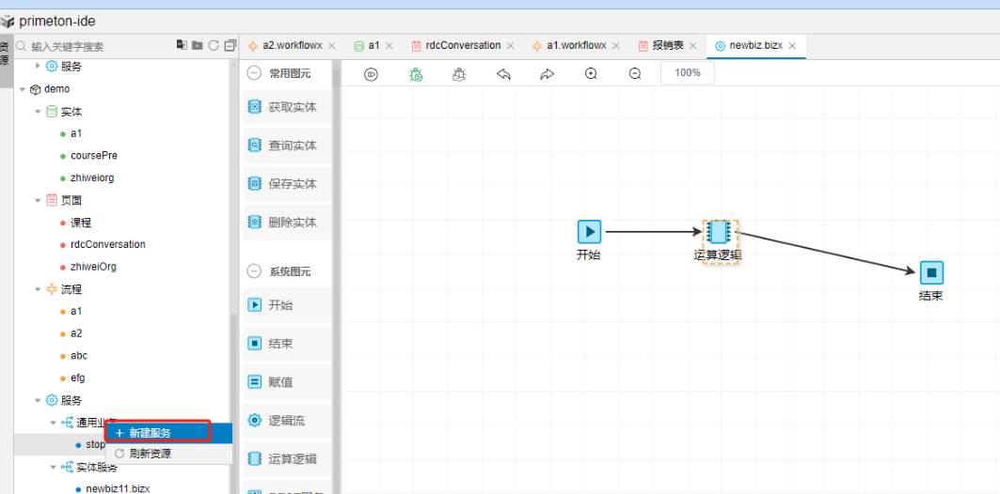 primeton-ide
资源
输入关键字搜索
a2.workflowx
a1
rdcConversation
a1.workflowx
报销表
newbiz.bizx
服务
demo
实体
a1
coursePre
zhiweiorg
页面
课程
rdcConversation
zhiweiOrg
流程
a1
a2
abc
efg
服务
通用业
新建服务
stop
刷新资源
实体服务
newbiz11.bizx
常用图元
获取实体
查询实体
保存实体
删除实体
系统图元
开始
结束
赋值
逻辑流
运算逻辑
100%
开始
运算逻辑
结束